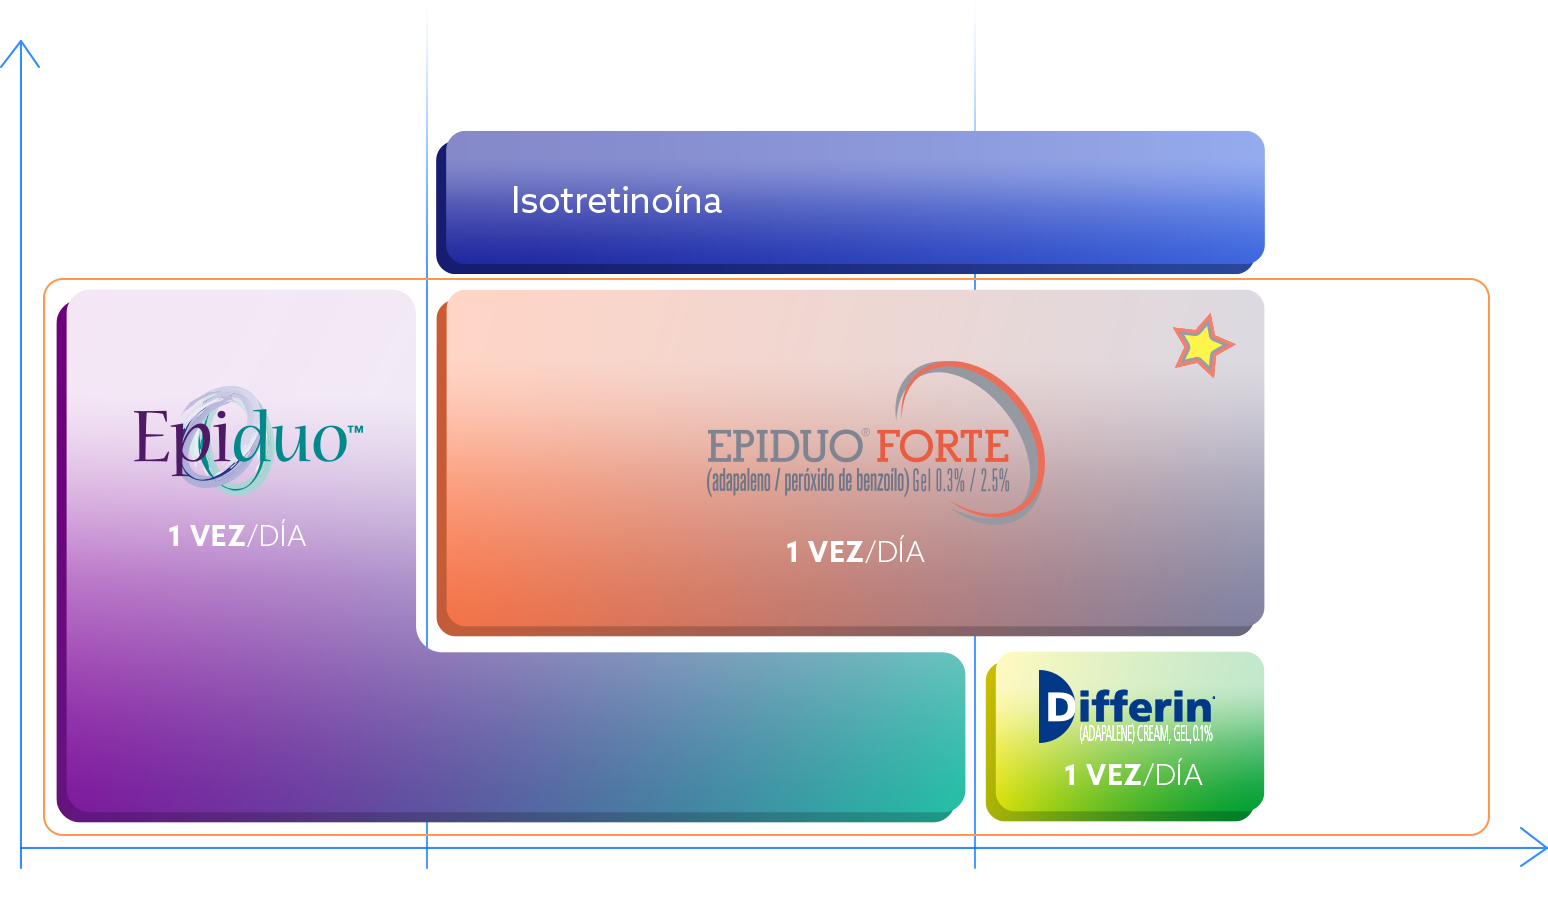 Isotretinoína
Epiduo™
1 VEZ/DÍA
EPIDUO® FORTE
(adapaleno / peróxido de benzoílo) Gel 0.3% / 2.5%
1 VEZ/DÍA
Differin
(ADAPALENE) CREAM, GEL, 0.1%
1 VEZ/DÍA